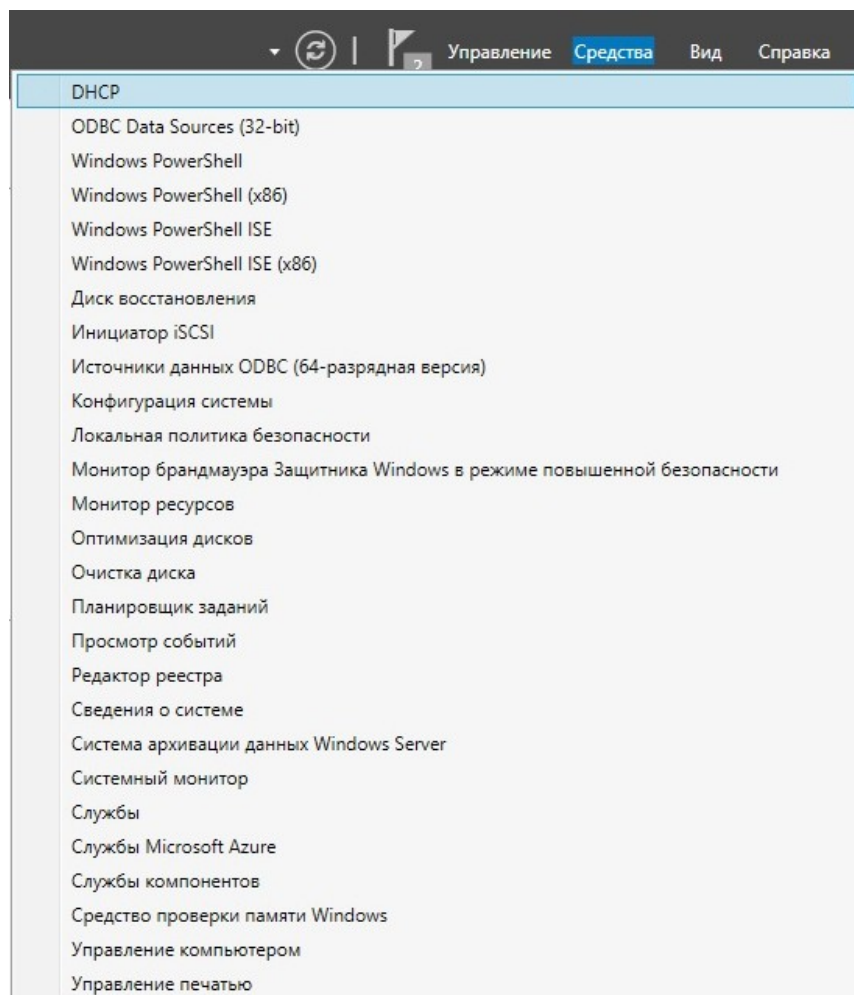 Управление Средства Вид Справка
2
DHCP
ODBC Data Sources (32-bit)
Windows PowerShell
Windows PowerShell (x86)
Windows PowerShell ISE
Windows PowerShell ISE (x86)
Диск восстановления
Инициатор iSCSI
Источники данных ODBC (64-разрядная версия)
Конфигурация системы
Локальная политика безопасности
Монитор брандмауэра Защитника Windows в режиме повышенной безопасности
Монитор ресурсов
Оптимизация дисков
Очистка диска
Планировщик заданий
Просмотр событий
Редактор реестра
Сведения о системе
Система архивации данных Windows Server
Системный монитор
Службы
Службы Microsoft Azure
Службы компонентов
Средство проверки памяти Windows
Управление компьютером
Управление печатью